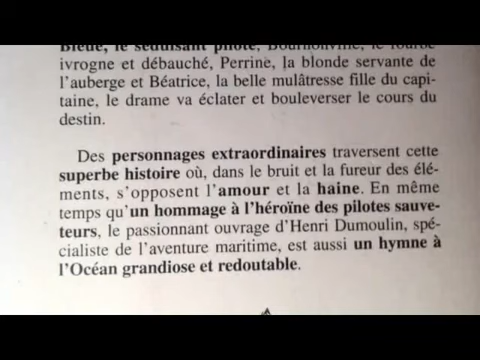 Bleue, le séduisant pilote, Bournonville, le fourbe
ivrogne et débauché, Perrine, la blonde servante de
l'auberge et Béatrice, la belle mulâtresse fille du capi-
taine, le drame va éclater et bouleverser le cours du
destin.
Des personnages extraordinaires traversent cette
superbe histoire où, dans le bruit et la fureur des élé-
ments, s'opposent l'amour et la haine. En même
temps qu'un hommage à l'héroïne des pilotes sauve-
teurs, le passionnant ouvrage d'Henri Dumoulin, spé-
cialiste de l'aventure maritime, est aussi un hymne à
l'Océan grandiose et redoutable.